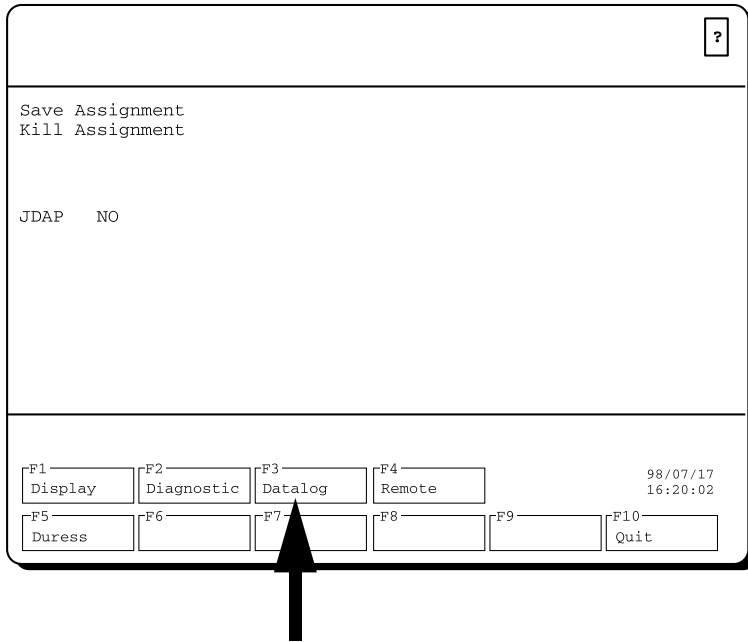 ?
Save Assignment
Kill Assignment
JDAP NO
F1 F2 F3 F4
Display Diagnostic Datalog Remote
98/07/17
16:20:02
F5 F6 F7 F8 F9 F10
Duress Quit